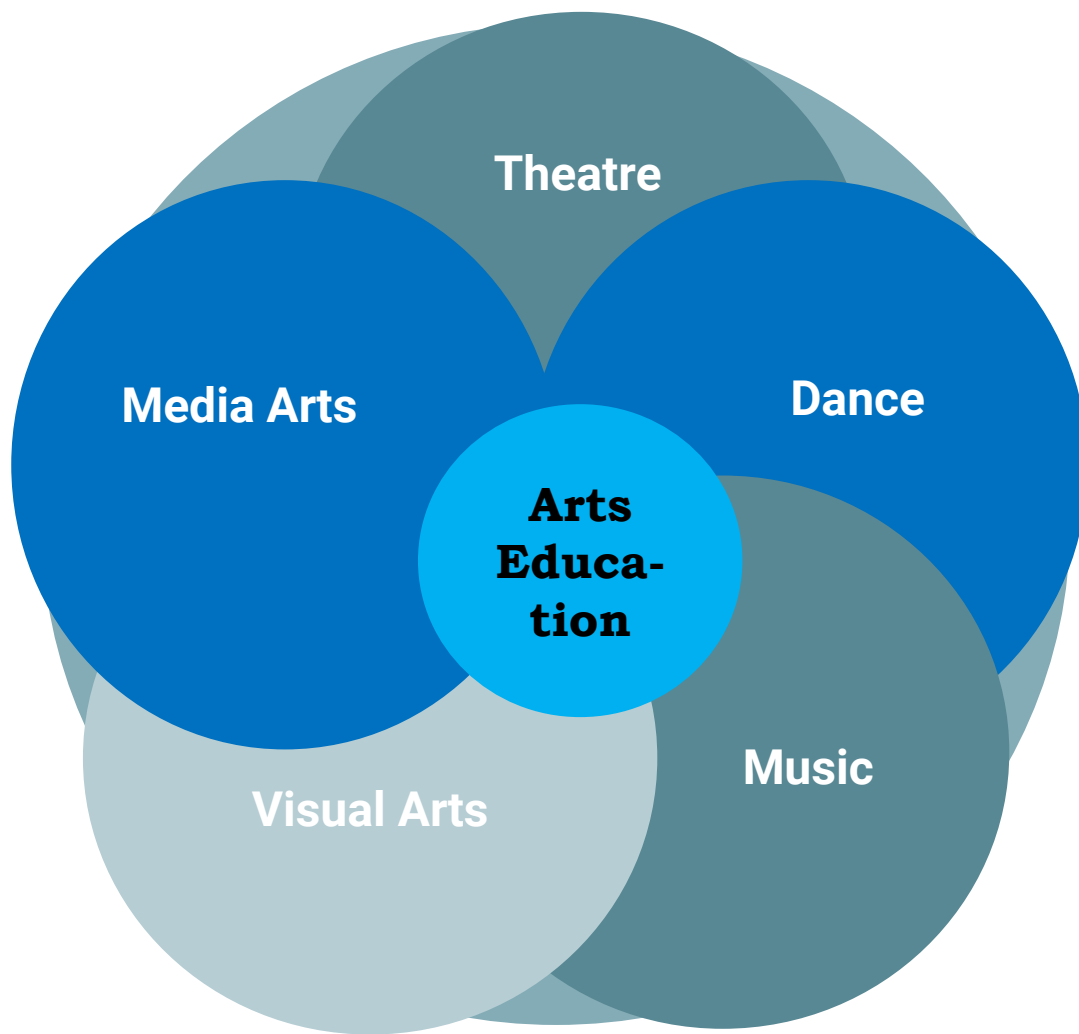 Theatre
Media Arts
Dance
Arts
Educa-
tion
Music
Visual Arts